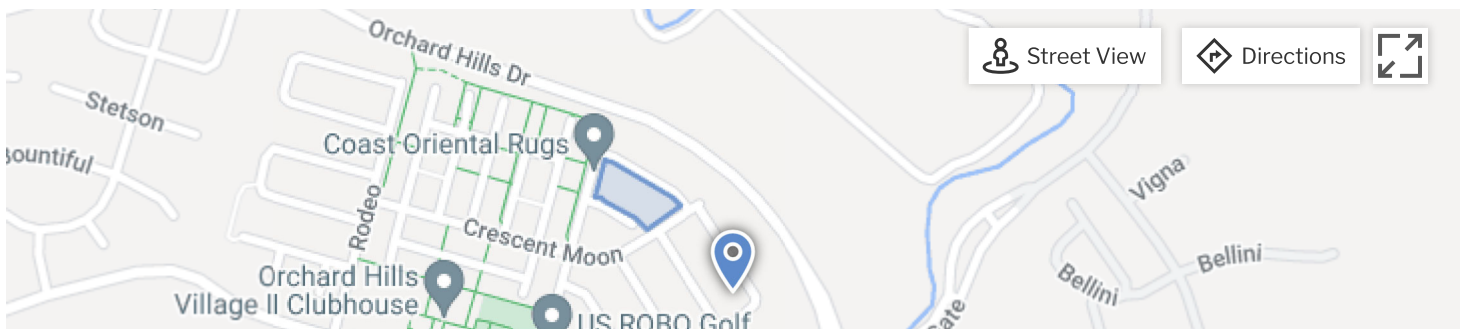 Orchard Hills Dr
Street View
Directions
Stetson
Coast Oriental Rugs
Bountiful
Vigna
Rodeo
Crescent Moon
Bellini
Orchard Hills
Village II Clubhouse
Bellini
US ROBO Golf